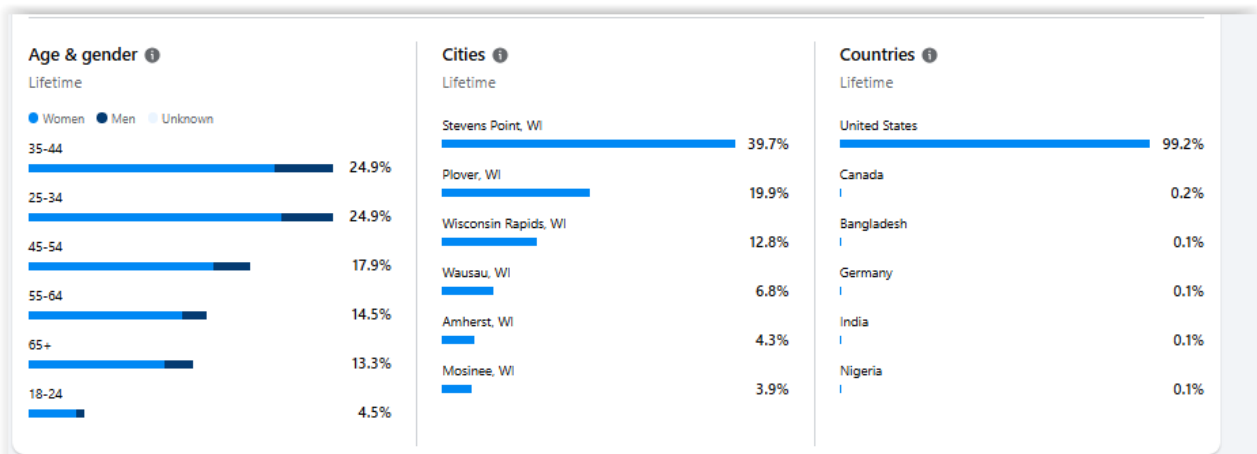 Age & gender
Lifetime
Women Men Unknown
35-44
24.9%
25-34
24.9%
45-54
17.9%
55-64
14.5%
65+
13.3%
18-24
4.5%
Cities
Lifetime
Stevens Point, WI
39.7%
Plover, WI
19.9%
Wisconsin Rapids, WI
12.8%
Wausau, WI
6.8%
Amherst, WI
4.3%
Mosinee, WI
3.9%
Countries
Lifetime
United States
99.2%
Canada
0.2%
Bangladesh
0.1%
Germany
0.1%
India
0.1%
Nigeria
0.1%